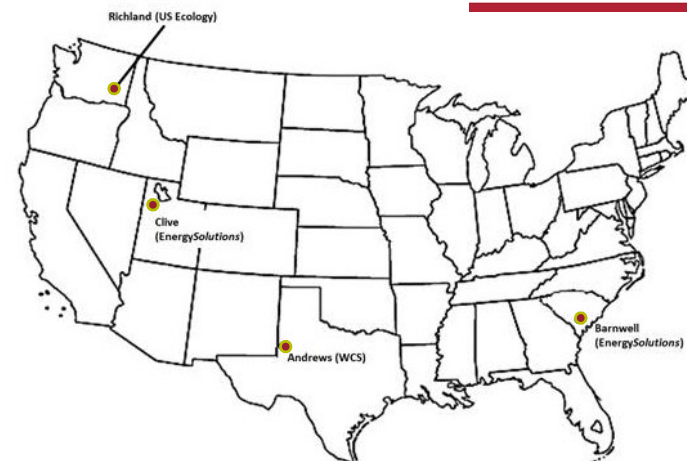 Richland (US Ecology)
Clive
(EnergySolutions)
Andrews (WCS)
Barnwell
(EnergySolutions)